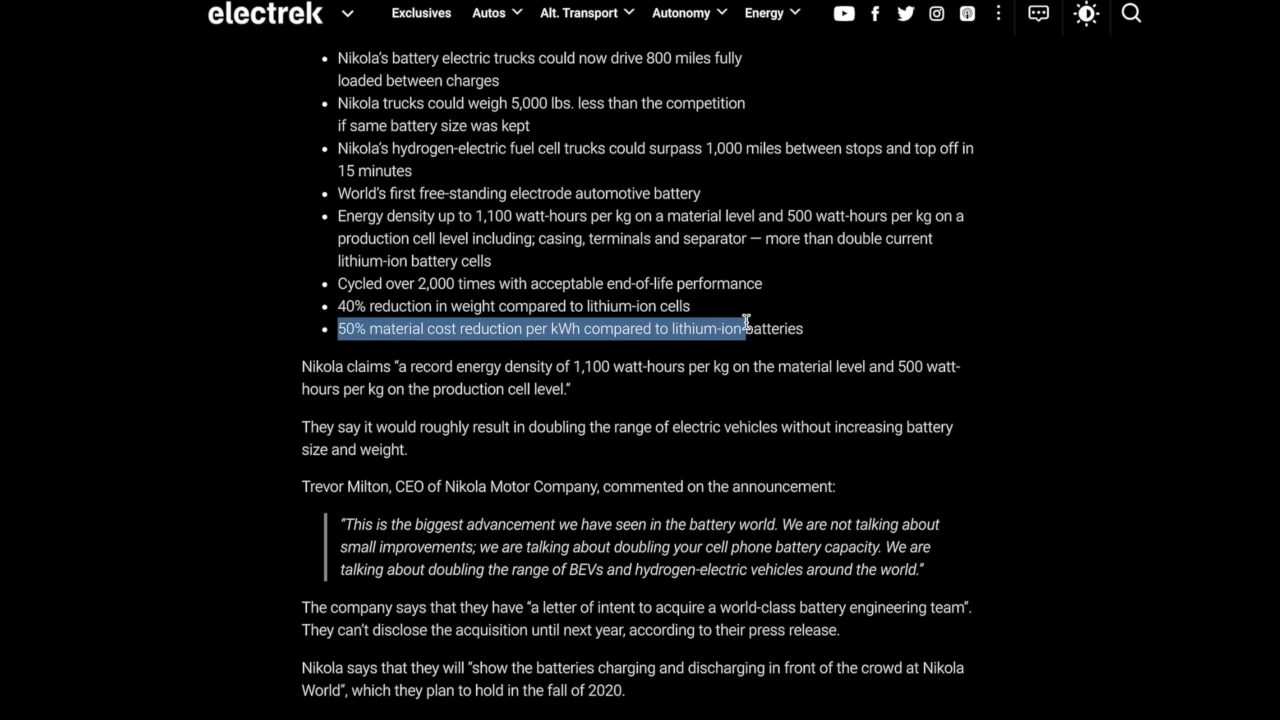 electrek Exclusives Autos Alt. Transport Autonomy Energy
Nikola's battery electric trucks could now drive 800 miles fully
loaded between charges
Nikola trucks could weigh 5,000 lbs. less than the competition
if same battery size was kept
Nikola's hydrogen-electric fuel cell trucks could surpass 1,000 miles between stops and top off in
15 minutes
World's first free-standing electrode automotive battery
Energy density up to 1,100 watt-hours per kg on a material level and 500 watt-hours per kg on a
production cell level including; casing, terminals and separator — more than double current
lithium-ion battery cells
Cycled over 2,000 times with acceptable end-of-life performance
40% reduction in weight compared to lithium-ion cells
50% material cost reduction per kWh compared to lithium-ion batteries
Nikola claims “a record energy density of 1,100 watt-hours per kg on the material level and 500 watt-
hours per kg on the production cell level.”
They say it would roughly result in doubling the range of electric vehicles without increasing battery
size and weight.
Trevor Milton, CEO of Nikola Motor Company, commented on the announcement:
“This is the biggest advancement we have seen in the battery world. We are not talking about
small improvements; we are talking about doubling your cell phone battery capacity. We are
talking about doubling the range of BEVs and hydrogen-electric vehicles around the world.”
The company says that they have “a letter of intent to acquire a world-class battery engineering team”.
They can't disclose the acquisition until next year, according to their press release.
Nikola says that they will “show the batteries charging and discharging in front of the crowd at Nikola
World”, which they plan to hold in the fall of 2020.